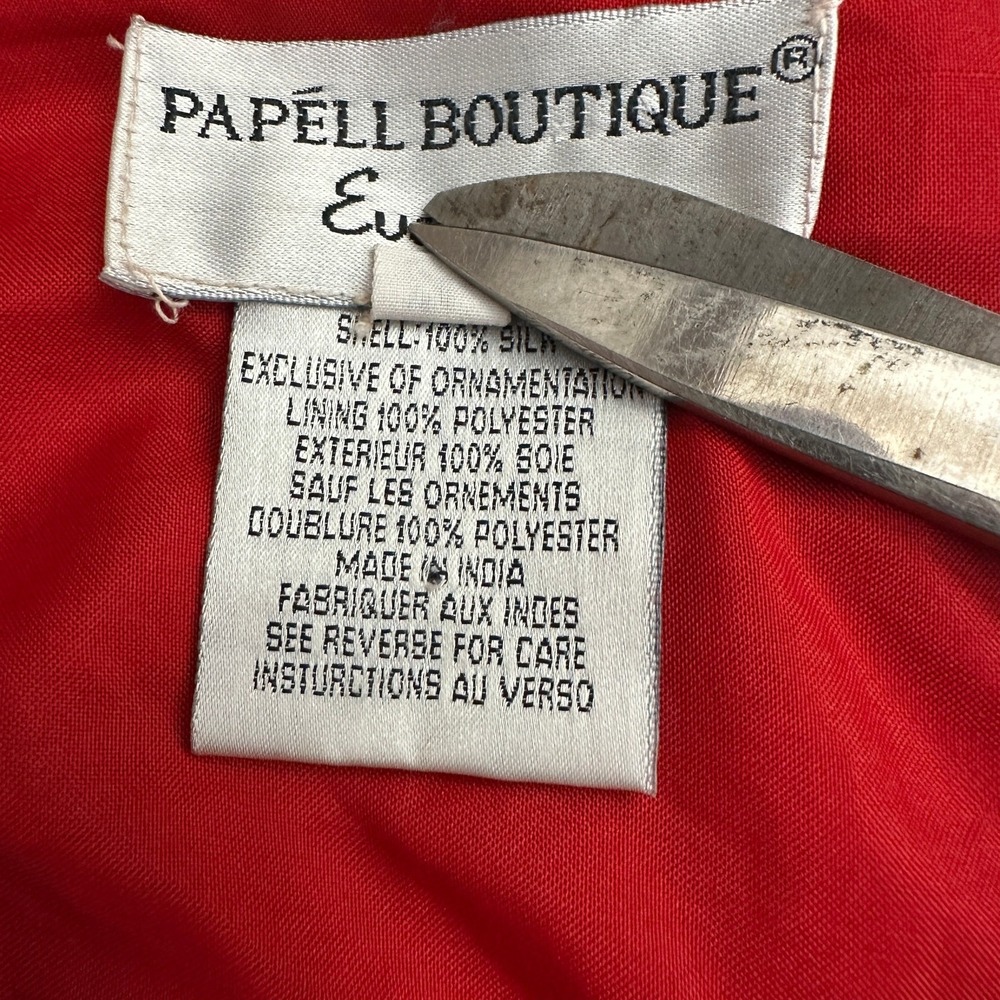 PAPÉLL BOUTIQUE®
SHELL-100% SILK
EXCLUSIVE OF ORNAMENTATION
LINING 100% POLYESTER
EXTERIEUR 100% SOIE
SAUF LES ORNEMENTS
DOUBLURE 100% POLYESTER
MADE IN INDIA
FABRIQUER AUX INDES
SEE REVERSE FOR CARE
INSTURCTIONS AU VERSO